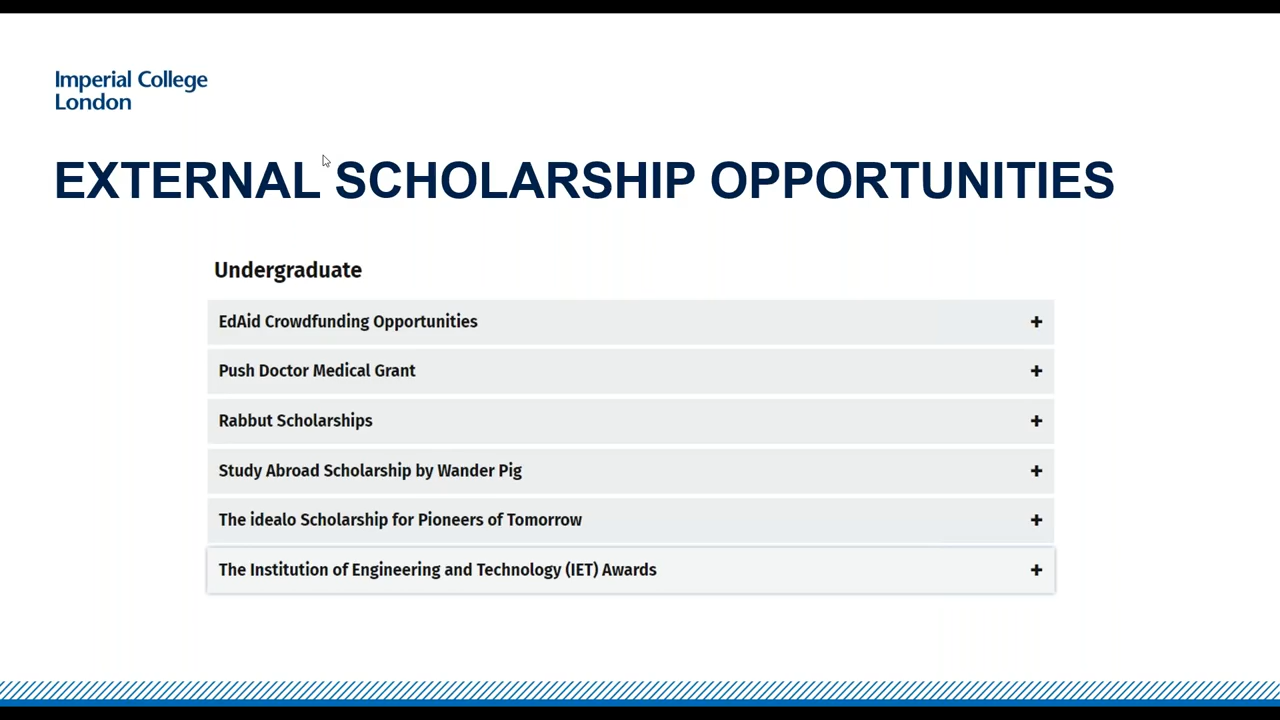 Imperial College
London
EXTERNAL SCHOLARSHIP OPPORTUNITIES
Undergraduate
EdAid Crowdfunding Opportunities +
Push Doctor Medical Grant +
Rabbut Scholarships +
Study Abroad Scholarship by Wander Pig +
The idealo Scholarship for Pioneers of Tomorrow +
The Institution of Engineering and Technology (IET) Awards +